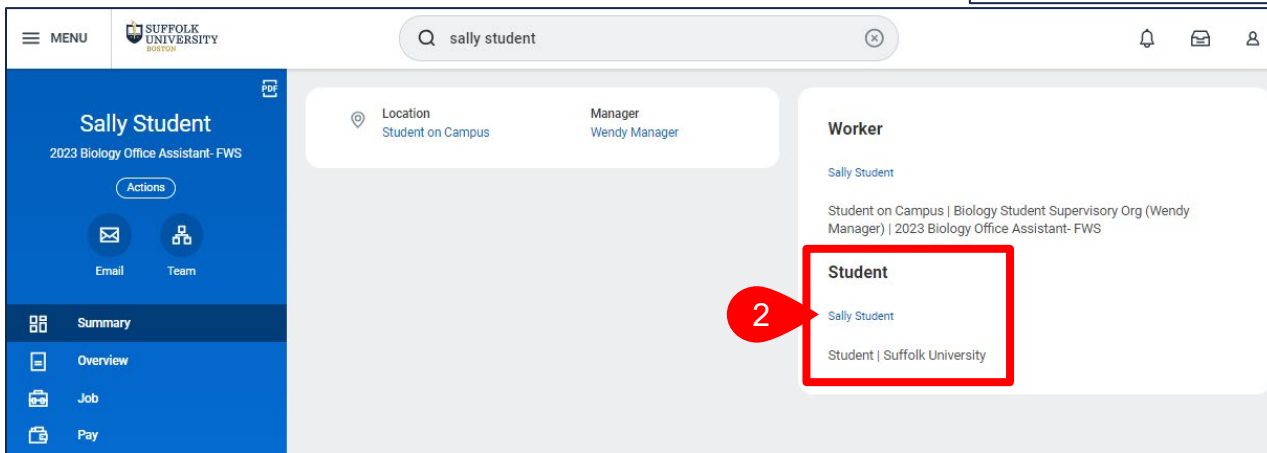 MENU
SUFFOLK
UNIVERSITY
BOSTON
sally student
PDF
Sally Student
2023 Biology Office Assistant- FWS
Actions
Email
Team
Summary
Overview
Job
Pay
Location
Student on Campus
Manager
Wendy Manager
Worker
Sally Student
Student on Campus | Biology Student Supervisory Org (Wendy
Manager) | 2023 Biology Office Assistant- FWS
Student
2
Sally Student
Student | Suffolk University